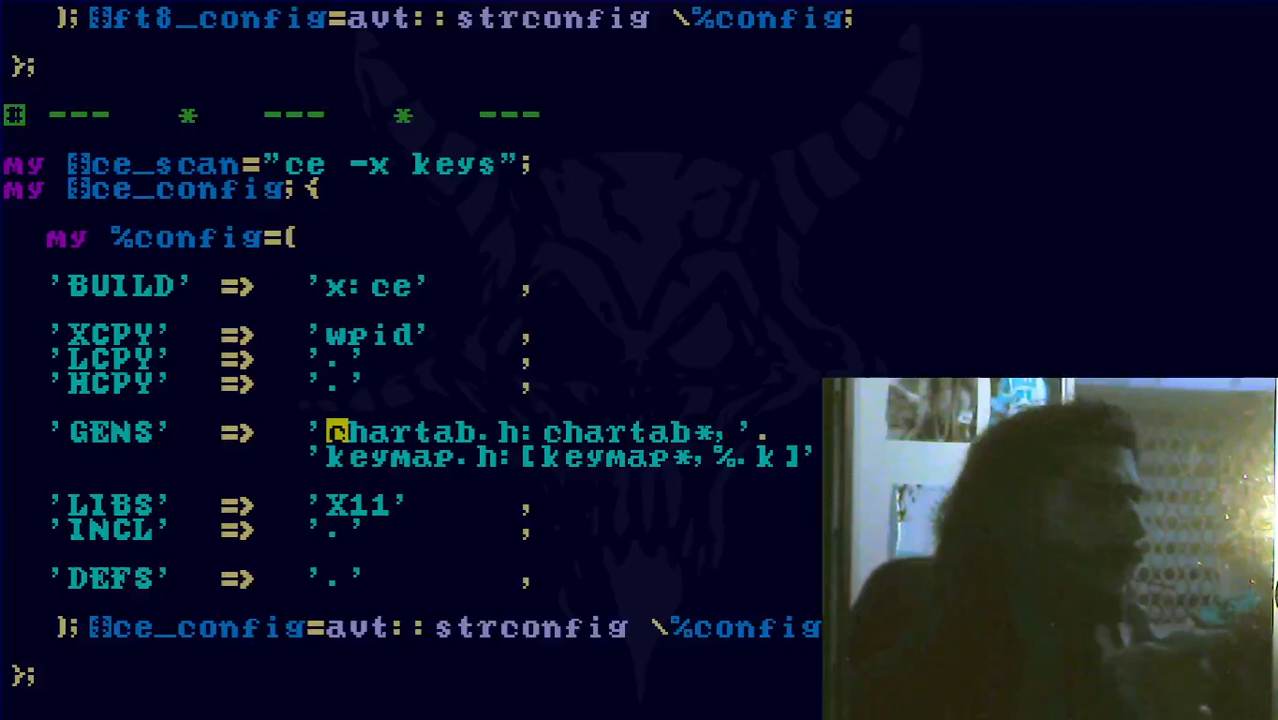 );$ft8_config=avt::strconfig \%config;
};
# ---   *   ---   *   ---
my $ce_scan="ce -x keys";
my $ce_config;{
my %config=(
'BUILD' => 'x:ce' ,
'XCPY' => 'wpid' ,
'LCPY' => '.' ,
'HCPY' => '.' ,
'GENS' => 'chartab.h:chartab*,'.
'keymap.h:[keymap*,%.k]'
'LIBS' => 'X11' ,
'INCL' => '.' ,
'DEFS' => '.' ,
);$ce_config=avt::strconfig \%config
};